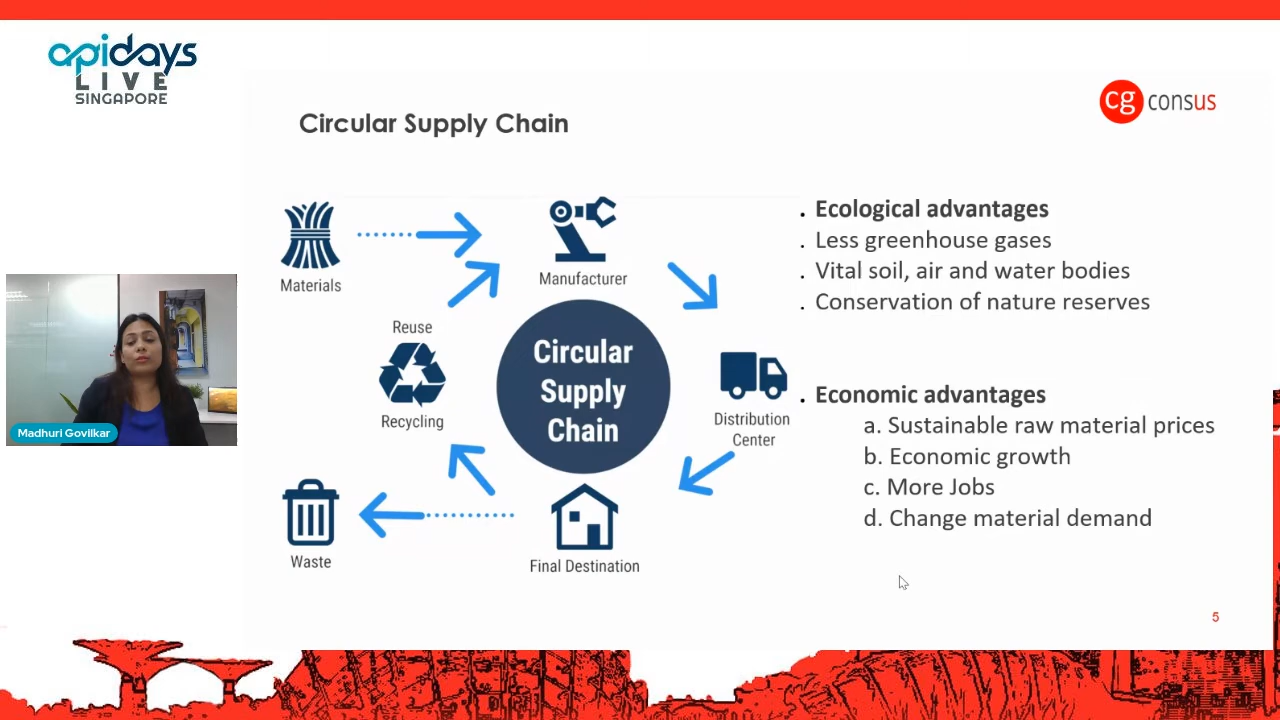 apidays
LIVE
SINGAPORE
cg consus
Circular Supply Chain
Materials
Manufacturer
Reuse
Recycling
Circular
Supply
Chain
Distribution
Center
Waste
Final Destination
. Ecological advantages
. Less greenhouse gases
. Vital soil, air and water bodies
. Conservation of nature reserves
. Economic advantages
a. Sustainable raw material prices
b. Economic growth
c. More Jobs
d. Change material demand
Madhuri Govilkar
5